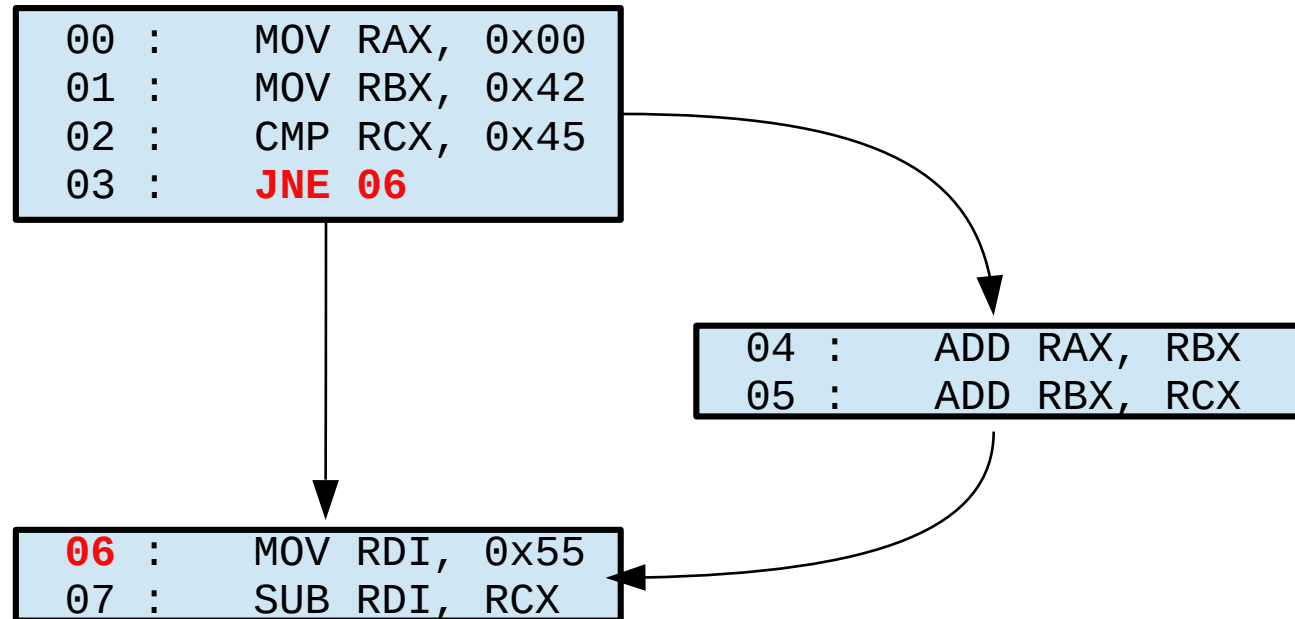 00 : MOV RAX, 0x00
01 : MOV RBX, 0x42
02 : CMP RCX, 0x45
03 : JNE 06
04 : ADD RAX, RBX
05 : ADD RBX, RCX
06 : MOV RDI, 0x55
07 : SUB RDI, RCX